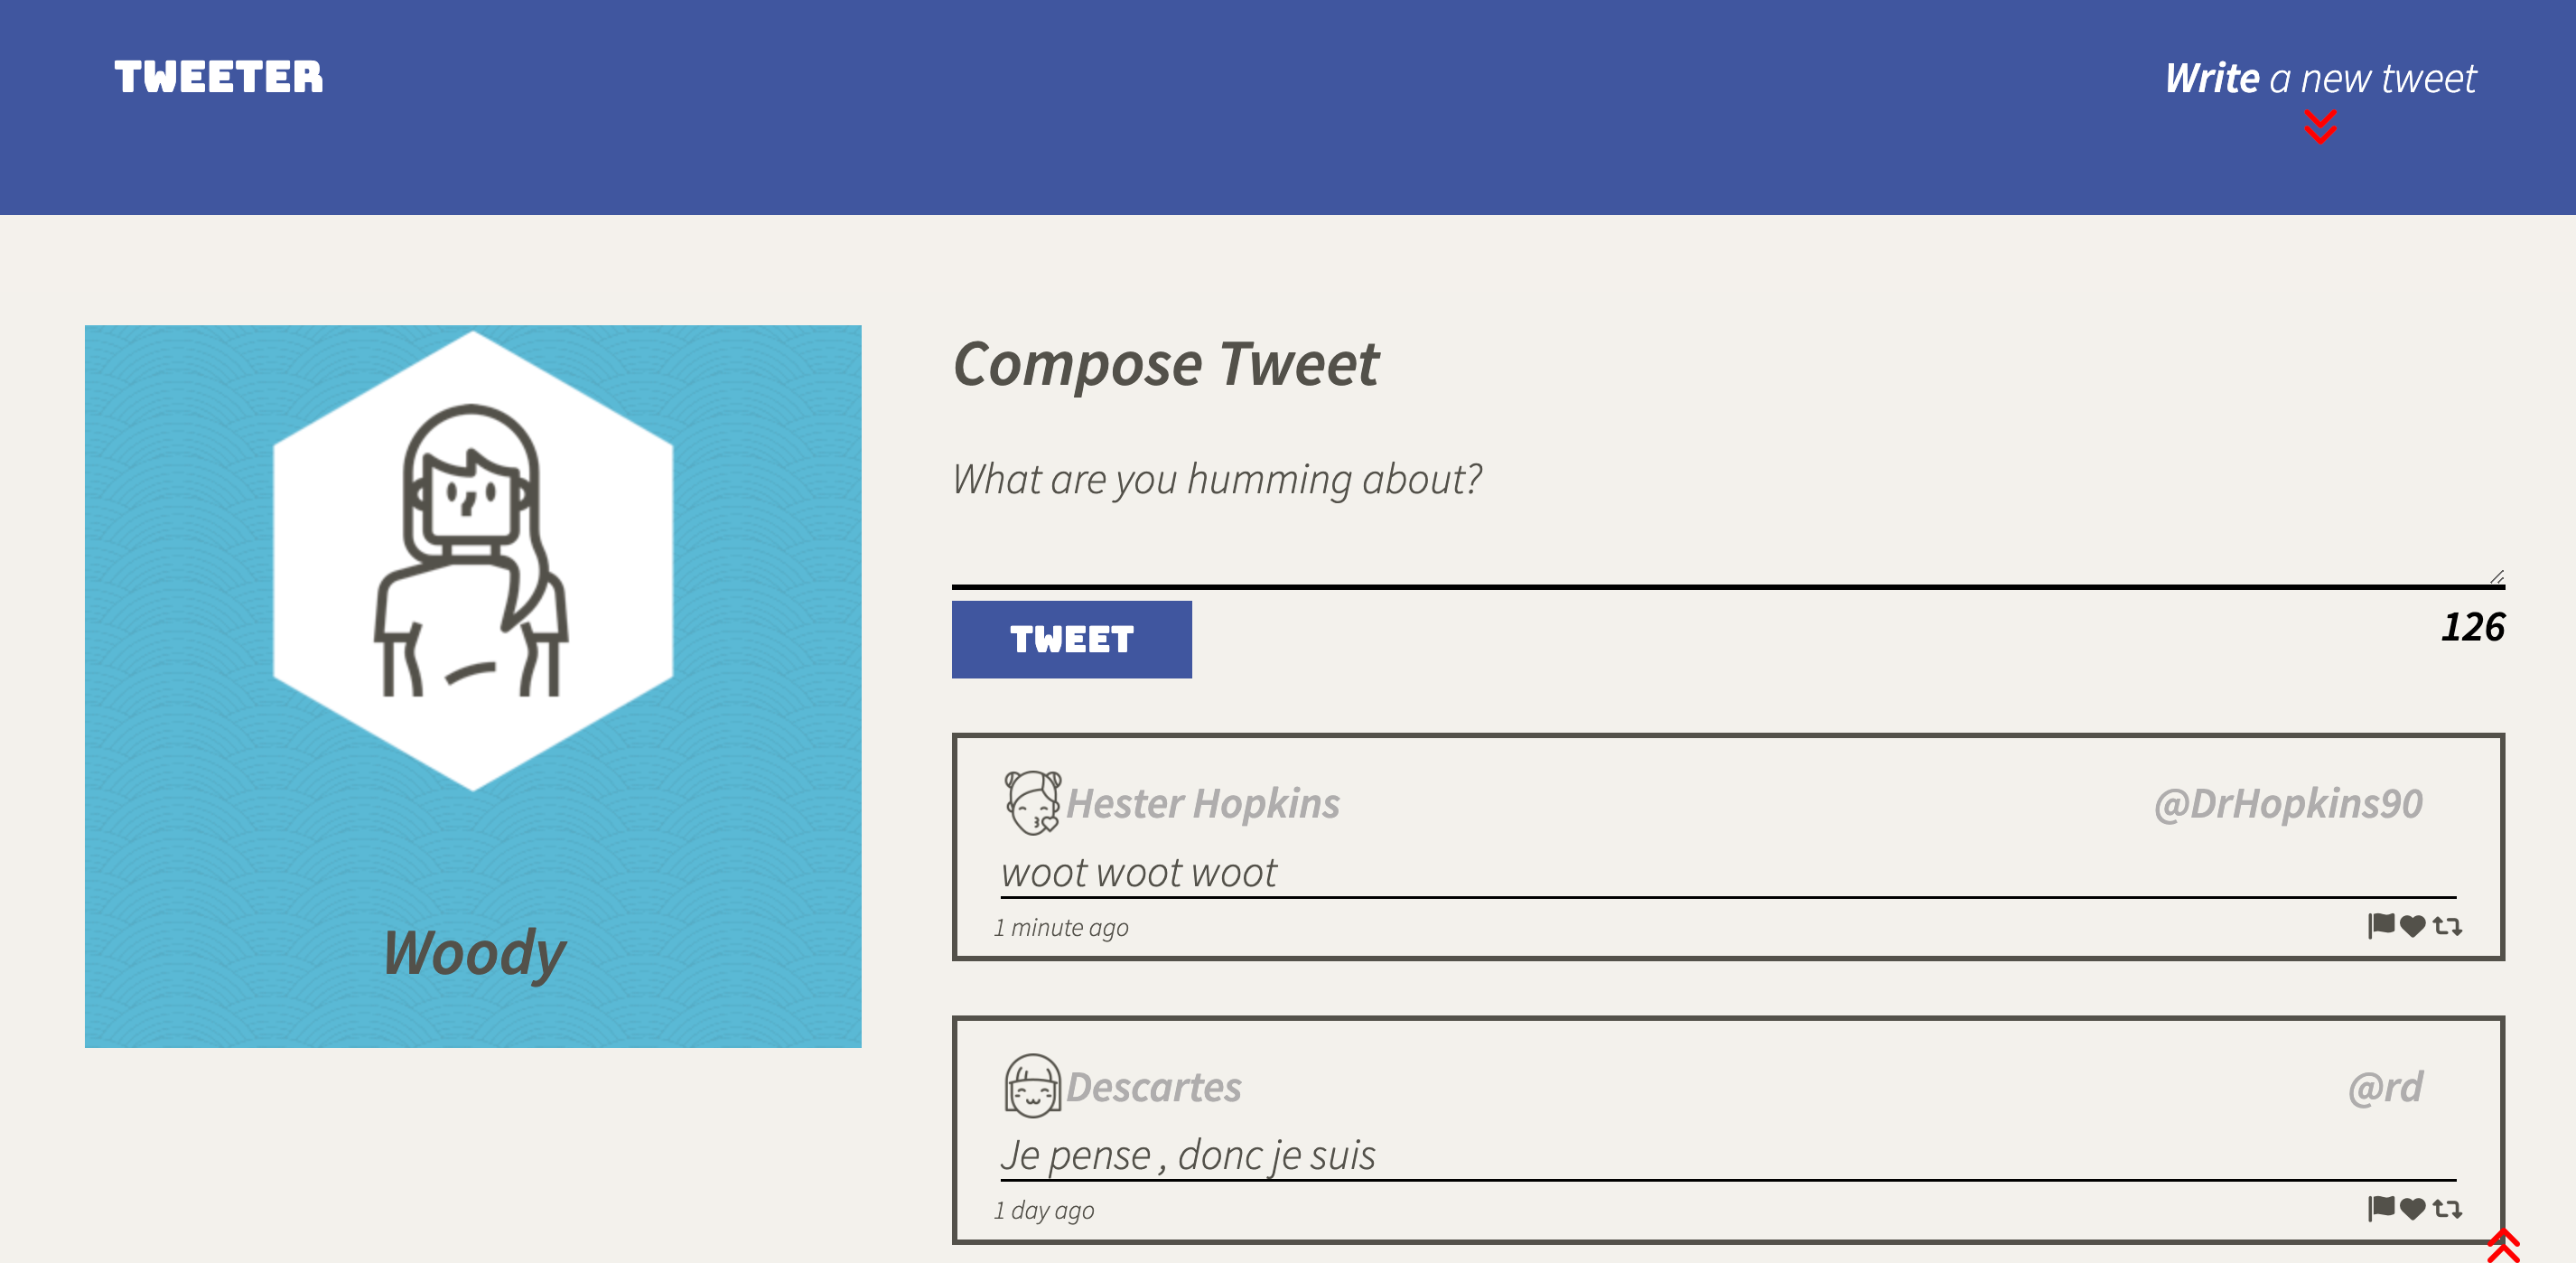 TWEETER
Write a new tweet
Woody
Compose Tweet
What are you humming about?
TWEET
126
Hester Hopkins
@DrHopkins90
woot woot woot
1 minute ago
Descartes
@rd
Je pense , donc je suis
1 day ago